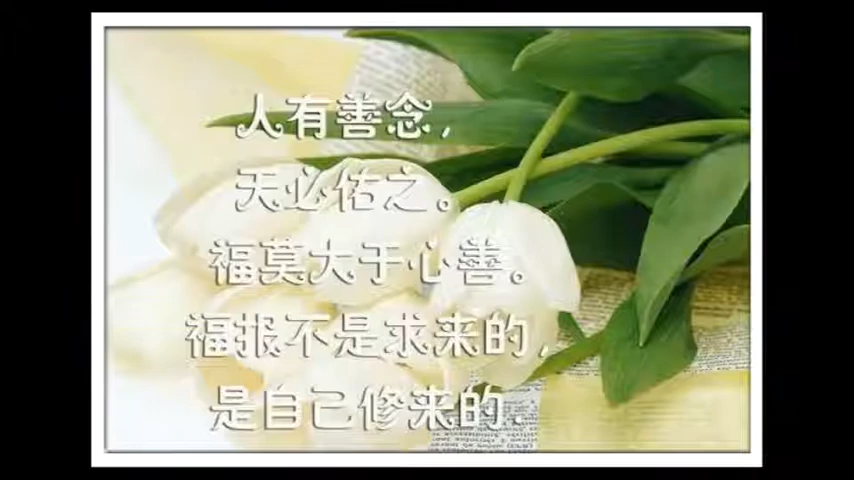 人有善念，
天必佑之。
福莫大于心善。
福报不是求来的，
是自己修来的.